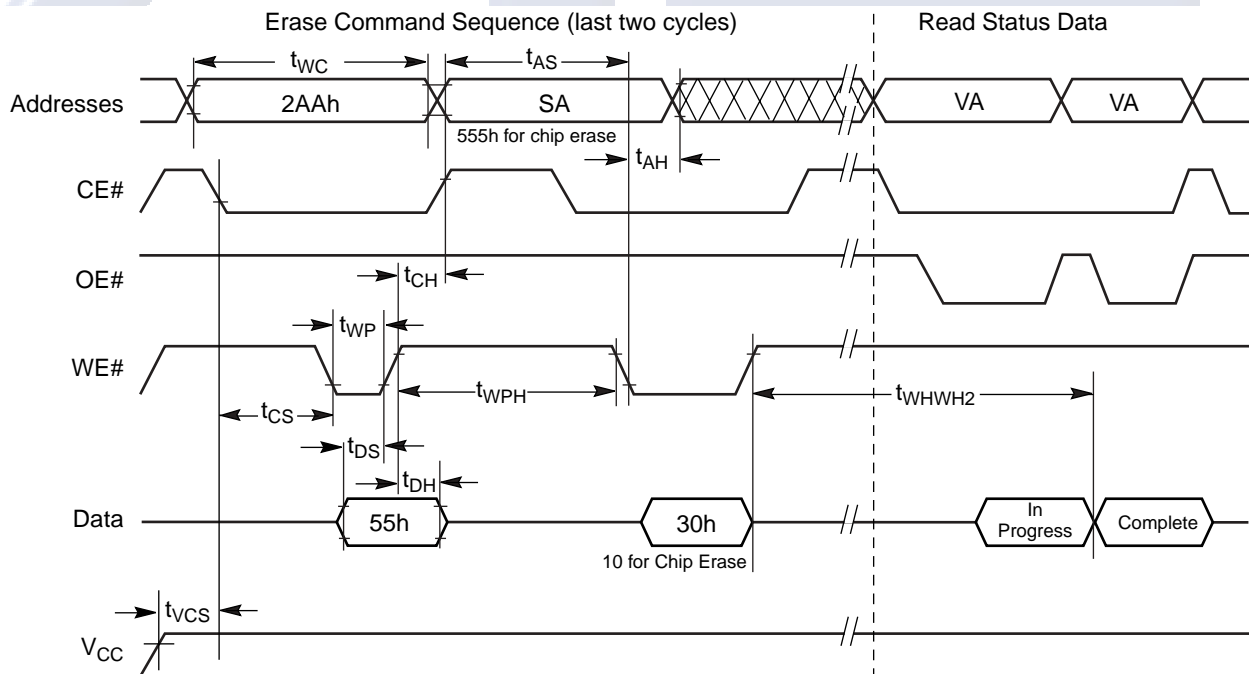 Erase Command Sequence (last two cycles)
Read Status Data
tWC
tAS
Addresses
2AAh
SA
VA
VA
555h for chip erase
tAH
CE#
OE#
tCH
tWP
WE#
tWPH
tWHWH2
tCS
tDS
tDH
Data
55h
30h
In
Progress
Complete
10 for Chip Erase
tVCS
VCC